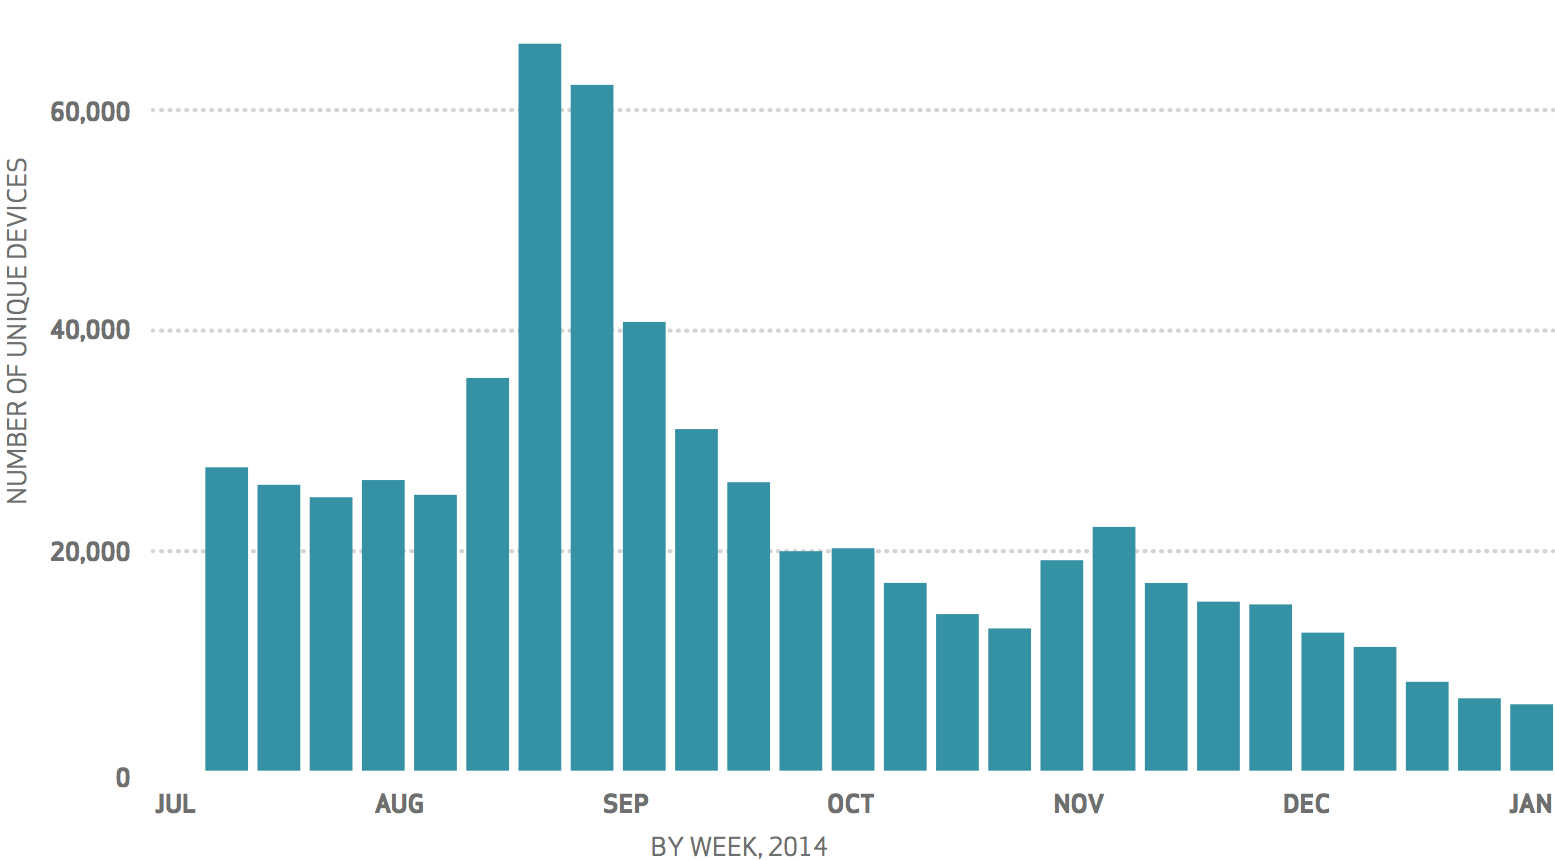 60,000
40,000
20,000
0
NUMBER OF UNIQUE DEVICES
JUL AUG SEP OCT NOV DEC JAN
BY WEEK, 2014